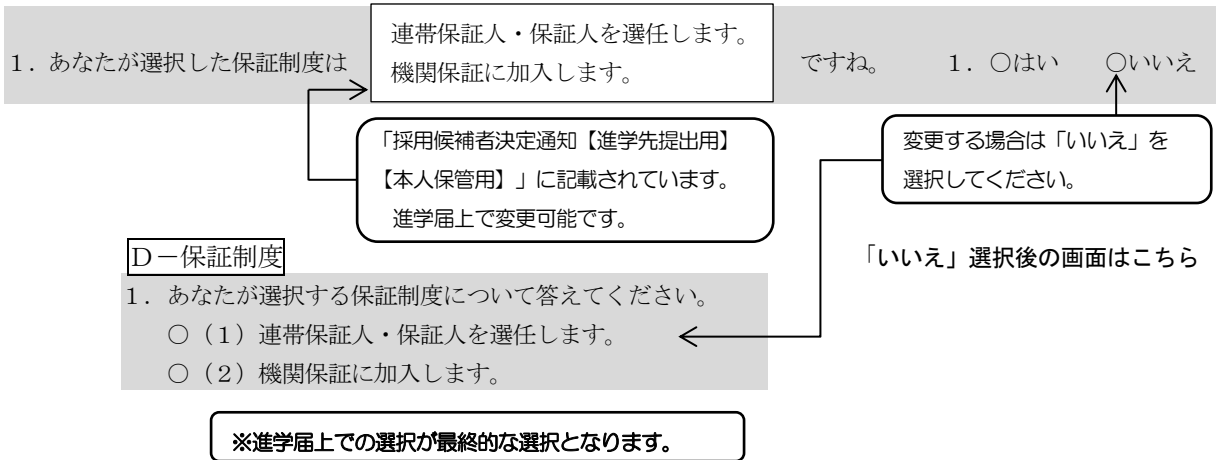 連帯保証人・保証人を選任します。
1．あなたが選択した保証制度は 機関保証に加入します。 ですね。 1．○はい ○いいえ
「採用候補者決定通知【進学先提出用】
【本人保管用】」に記載されています。
進学届上で変更可能です。
変更する場合は「いいえ」を
選択してください。
「いいえ」選択後の画面はこちら
D－保証制度
1．あなたが選択する保証制度について答えてください。
○（1）連帯保証人・保証人を選任します。
○（2）機関保証に加入します。
※進学届上での選択が最終的な選択となります。